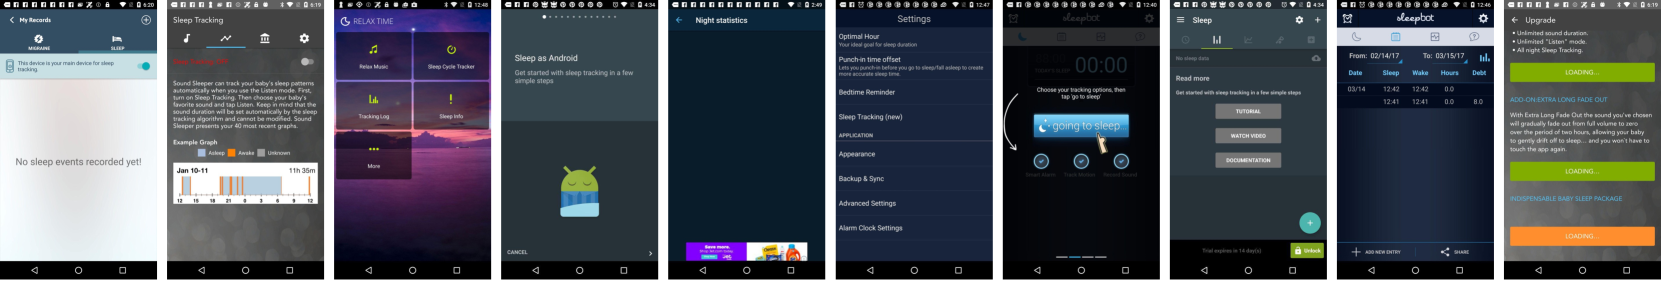 6:20
My Records
MIGRAINE
SLEEP
This device is your main device for sleep
tracking.
No sleep events recorded yet!
6:19
Sleep Tracking
Sound Sleeper can track your baby's sleep patterns
automatically when you use the Listen mode. First,
turn on Sleep Tracking. Then choose your baby's
favorite sound and tap Listen. Keep in mind that the
sound duration will be set automatically by the sleep
tracking algorithm and cannot be modified. Sound
Sleeper presents your 40 most recent graphs.
Example Graph
Asleep Awake Unknown
Jan 10-11 11h 35m
12 15 18 21 0 3 6 9 12
12:48
RELAX TIME
Relax Music
Sleep Cycle Tracker
Tracking Log
Sleep Info
More
4:34
Sleep as Android
Get started with sleep tracking in a few
simple steps
CANCEL
2:49
Night statistics
Save more.
12:47
Settings
Optimal Hour
Your ideal goal for sleep duration
Punch-in time offset
Lets you punch-in before you go to sleep/fall asleep to create
more accurate sleep time.
Bedtime Reminder
Sleep Tracking (new)
APPLICATION
Appearance
Backup & Sync
Advanced Settings
Alarm Clock Settings
12:40
sleepbot
00:00
Choose your tracking options, then
tap 'go to sleep'
going to sleep...
Track Motion
Record Sound
4:34
Sleep
No sleep data
Read more
Get started with sleep tracking in a few simple steps
TUTORIAL
WATCH VIDEO
DOCUMENTATION
Trial expires in 14 day(s)
Unlock
12:46
sleepbot
From: 02/14/17 To: 03/15/17
Date Sleep Wake Hours Debt
03/14 12:42 12:42 0.0
12:41 12:41 0.0 8.0
ADD NEW ENTRY
SHARE
6:19
Upgrade
• Unlimited sound duration.
• Unlimited "Listen" mode.
• All night Sleep Tracking.
LOADING...
ADD-ON:EXTRA LONG FADE OUT
With Extra Long Fade Out the sound you've chosen
will gradually fade out from full volume to zero
over the period of two hours, allowing your baby
to gently drift off to sleep... and you won't have to
touch the app again.
LOADING...
INDISPENSABLE BABY SLEEP PACKAGE
LOADING...